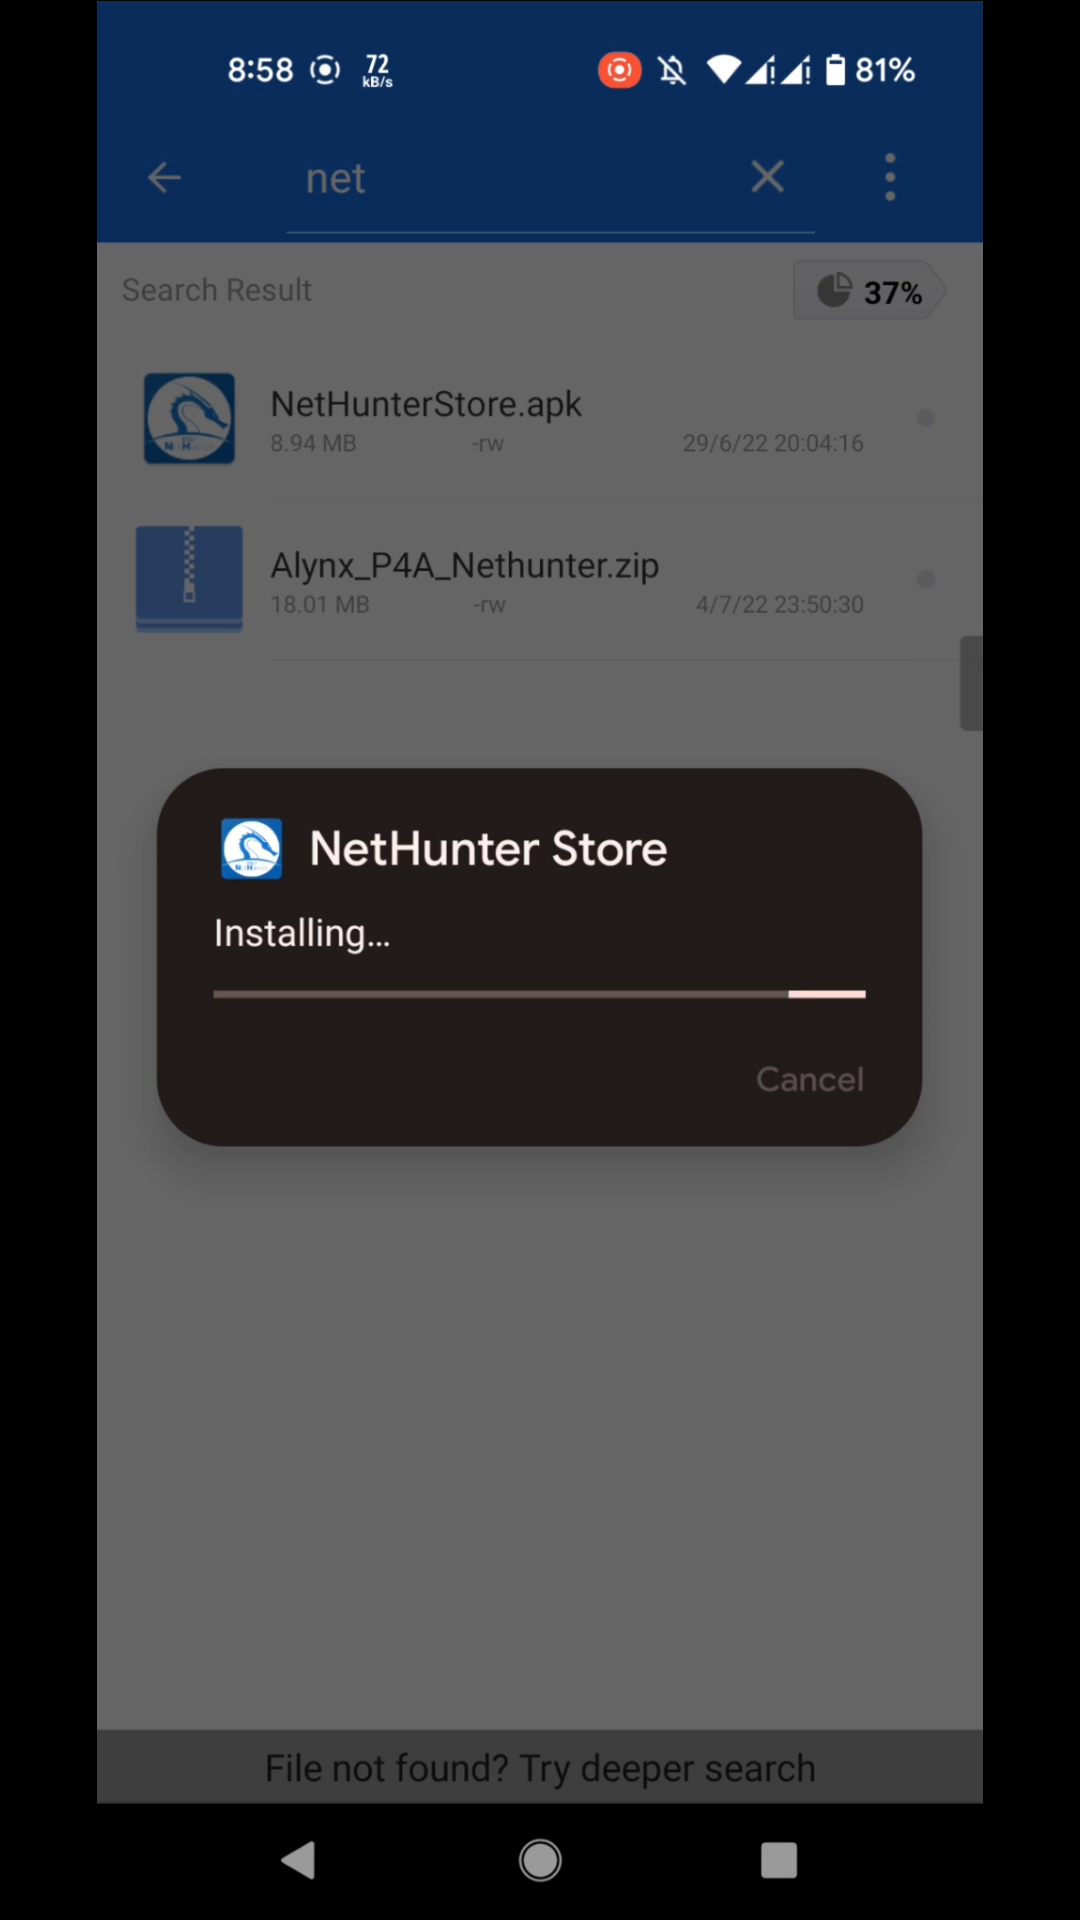 8:58 72 kB/s 81%
net
Search Result 37%
NetHunterStore.apk
8.94 MB -rw 29/6/22 20:04:16
Alynx_P4A_Nethunter.zip
18.01 MB -rw 4/7/22 23:50:30
NetHunter Store
Installing...
Cancel
File not found? Try deeper search